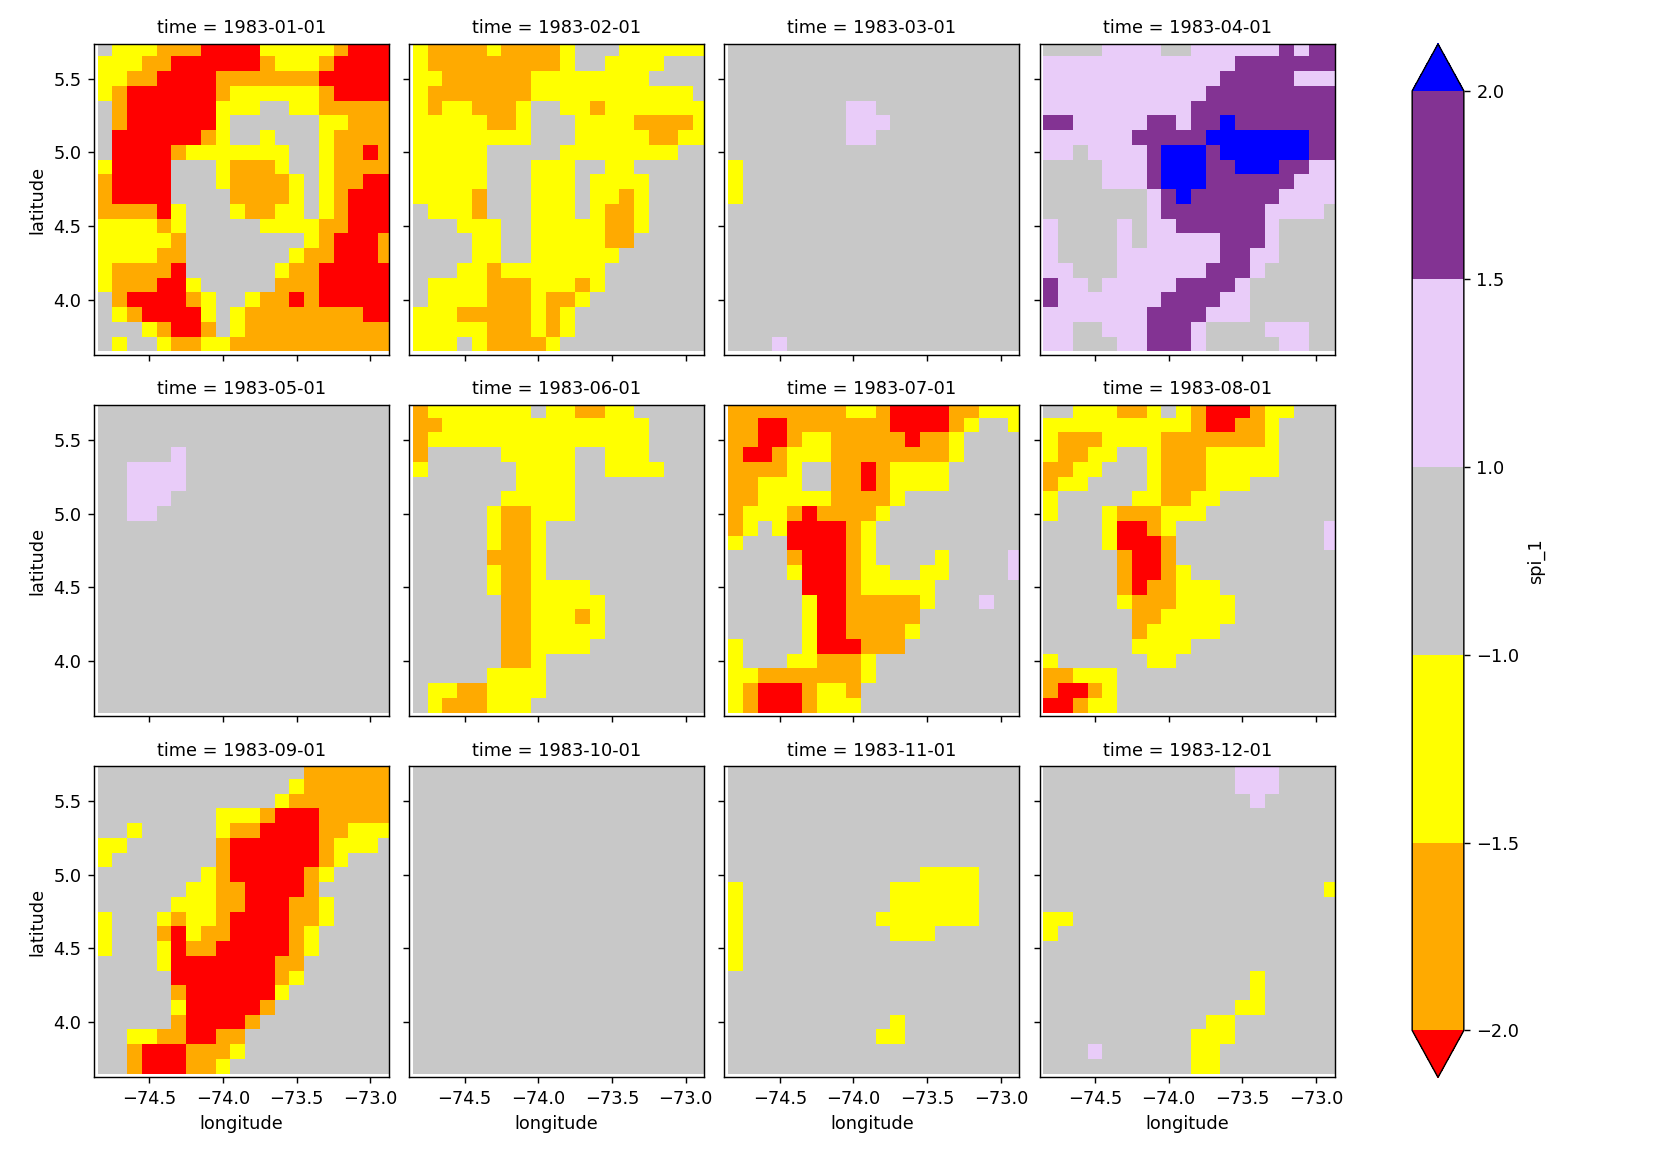 time = 1983-01-01
time = 1983-02-01
time = 1983-03-01
time = 1983-04-01
latitude
5.5
5.0
4.5
4.0
2.0
1.5
1.0
−1.0
−1.5
−2.0
spi_1
time = 1983-05-01
time = 1983-06-01
time = 1983-07-01
time = 1983-08-01
latitude
5.5
5.0
4.5
4.0
time = 1983-09-01
time = 1983-10-01
time = 1983-11-01
time = 1983-12-01
latitude
5.5
5.0
4.5
4.0
−74.5 −74.0 −73.5 −73.0
longitude
−74.5 −74.0 −73.5 −73.0
longitude
−74.5 −74.0 −73.5 −73.0
longitude
−74.5 −74.0 −73.5 −73.0
longitude